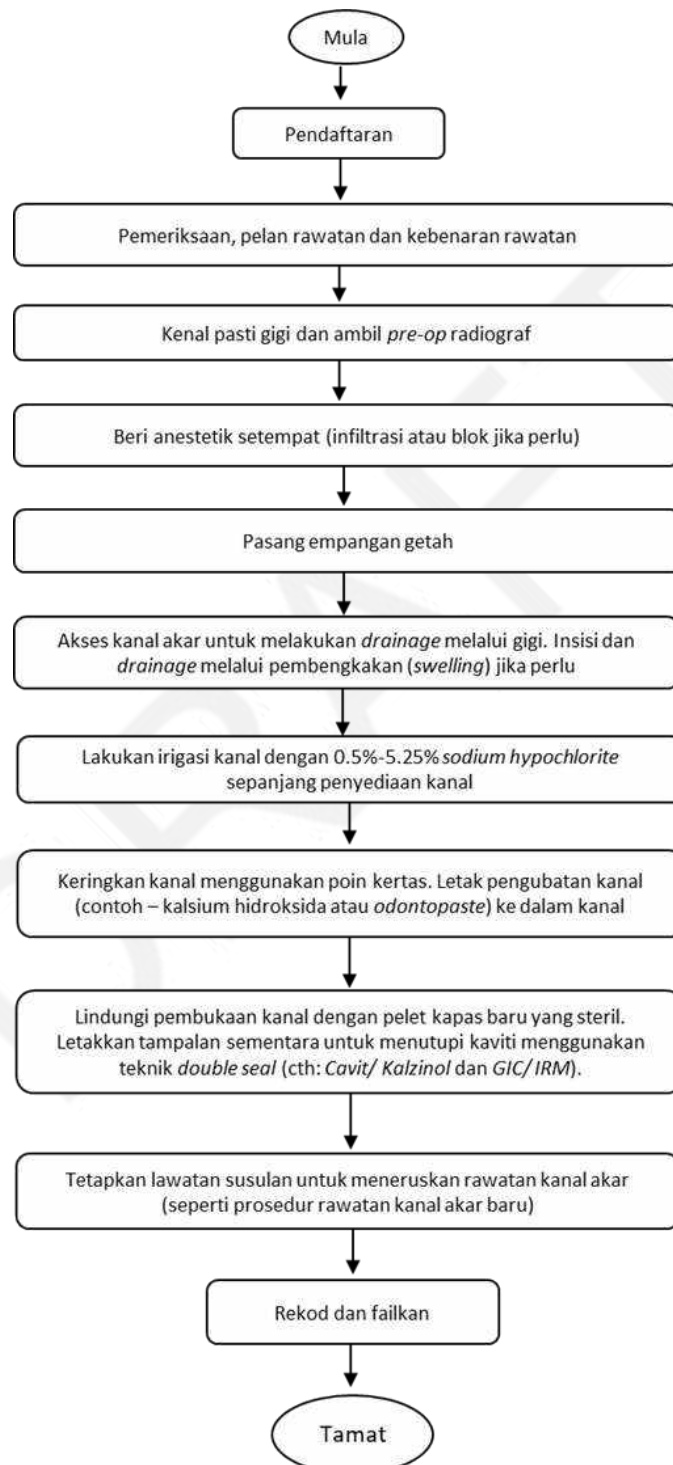 Mula
Pendaftaran
Pemeriksaan, pelan rawatan dan kebenaran rawatan
Kenal pasti gigi dan ambil pre-op radiograf
Beri anestetik setempat (infiltrasi atau blok jika perlu)
Pasang empangan getah
Akses kanal akar untuk melakukan drainage melalui gigi. Insisi dan
drainage melalui pembengkakan (swelling) jika perlu
Lakukan irigasi kanal dengan 0.5%-5.25% sodium hypochlorite
sepanjang penyediaan kanal
Keringkan kanal menggunakan poin kertas. Letak pengubatan kanal
(contoh – kalsium hidroksida atau odontopaste) ke dalam kanal
Lindungi pembukaan kanal dengan pelet kapas baru yang steril.
Letakkan tampalan sementara untuk menutupi kaviti menggunakan
teknik double seal (cth: Cavit/ Kalzinol dan GIC/ IRM).
Tetapkan lawatan susulan untuk meneruskan rawatan kanal akar
(seperti prosedur rawatan kanal akar baru)
Rekod dan failkan
Tamat
DRAFT